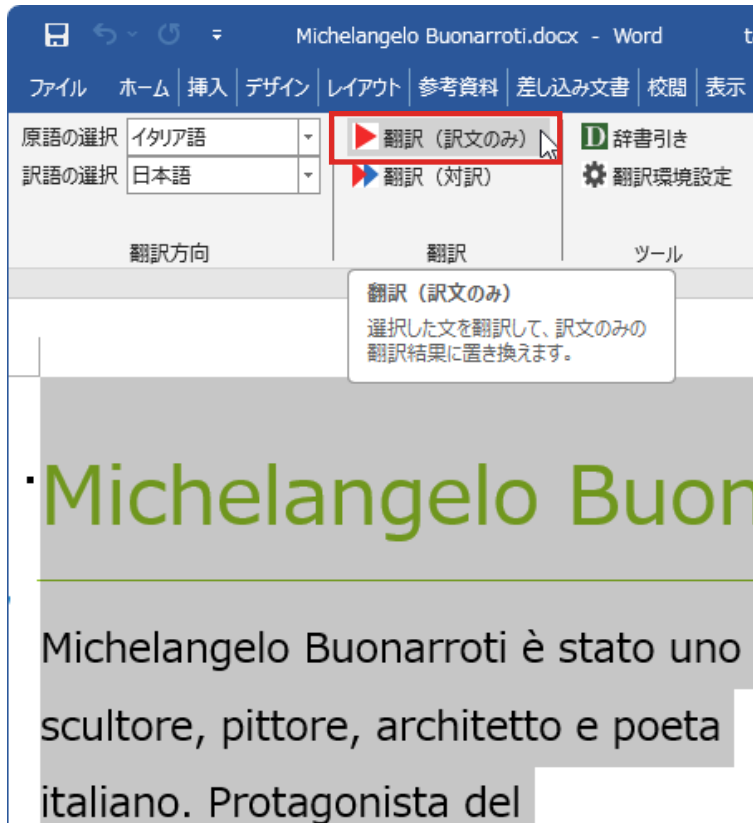 Michelangelo Buonarroti.docx - Word
ファイル ホーム 挿入 デザイン レイアウト 参考資料 差し込み文書 校閲 表示
原語の選択 イタリア語 翻訳（訳文のみ） 辞書引き
訳語の選択 日本語 翻訳（対訳） 翻訳環境設定
翻訳方向 翻訳 ツール
翻訳（訳文のみ）
選択した文を翻訳して、訳文のみの
翻訳結果に置き換えます。
Michelangelo Buon
Michelangelo Buonarroti è stato uno
scultore, pittore, architetto e poeta
italiano. Protagonista del